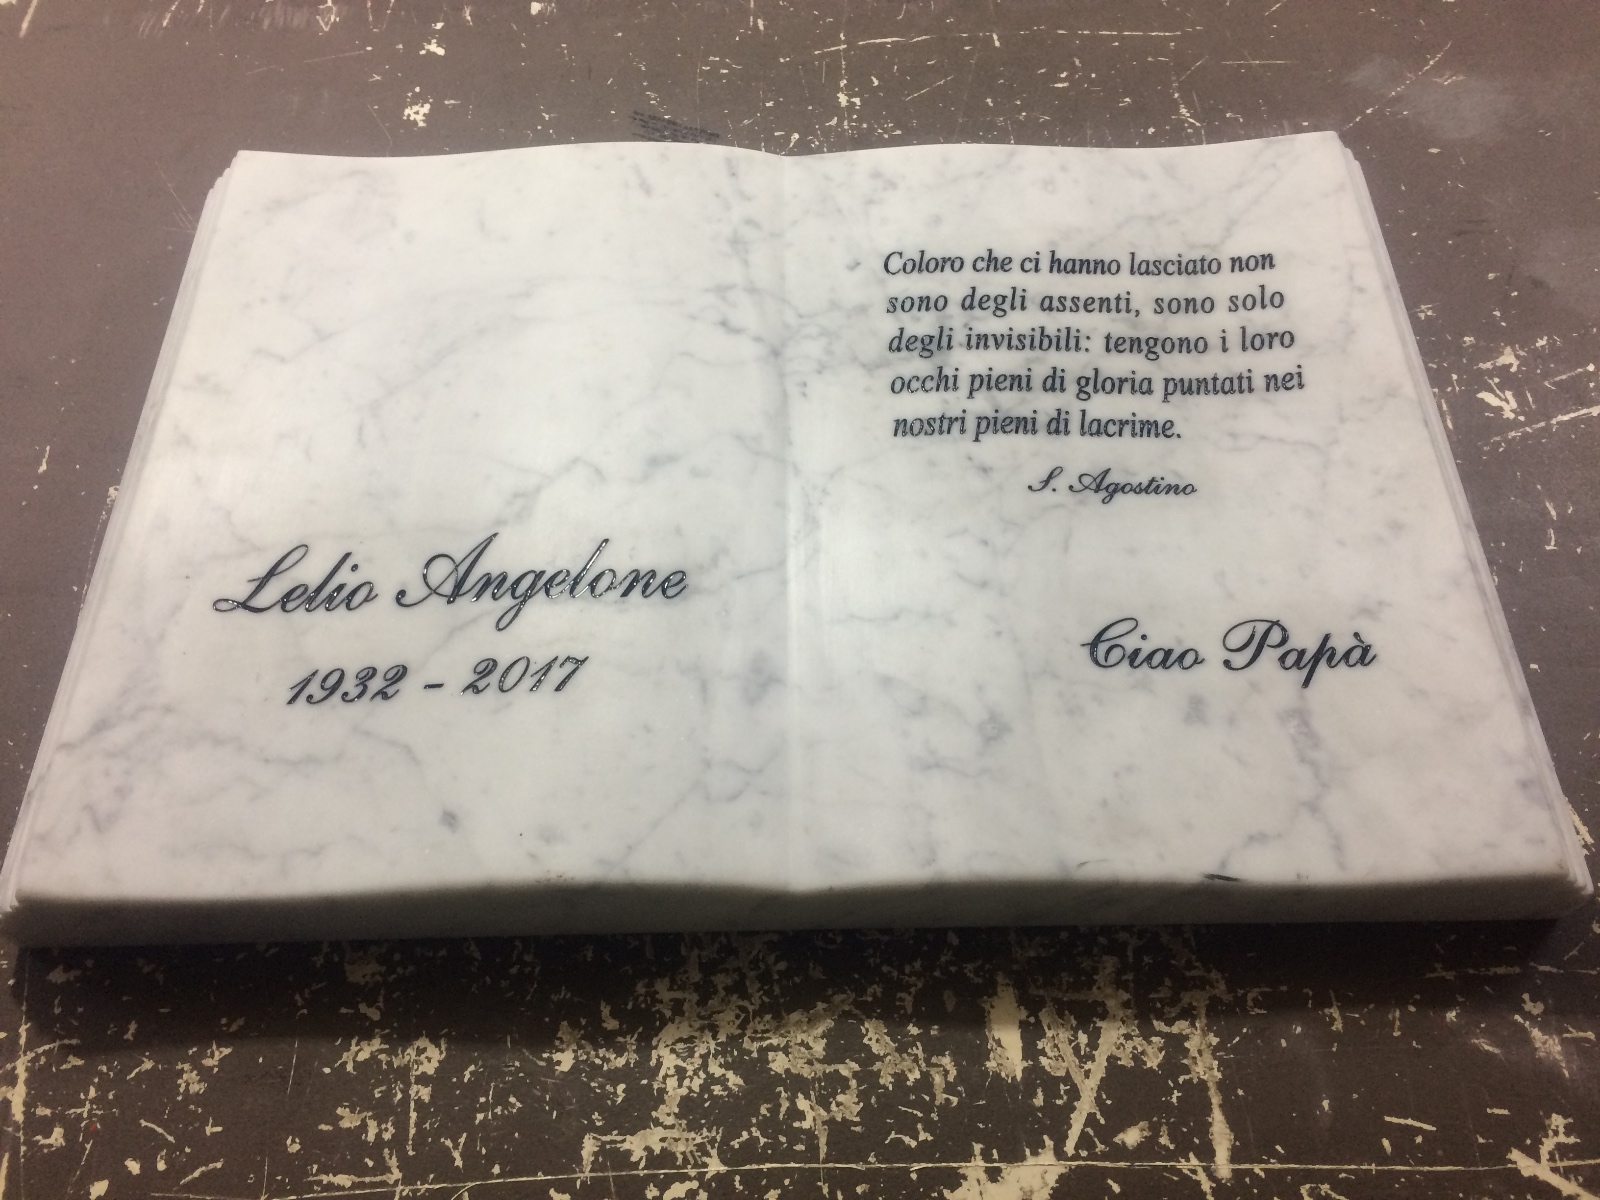 Lelio Angelone
1932 - 2017
Coloro che ci hanno lasciato non
sono degli assenti, sono solo
degli invisibili: tengono i loro
occhi pieni di gloria puntati nei
nostri pieni di lacrime.
S. Agostino
Ciao Papà